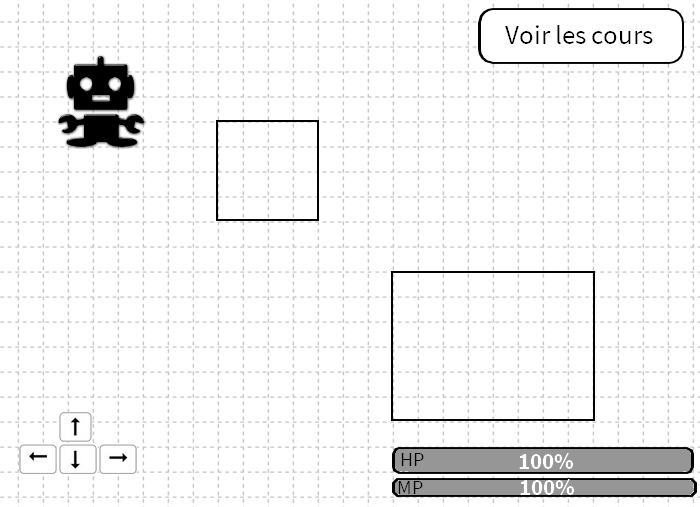 Voir les cours
↑
← ↓ →
HP 100%
MP 100%